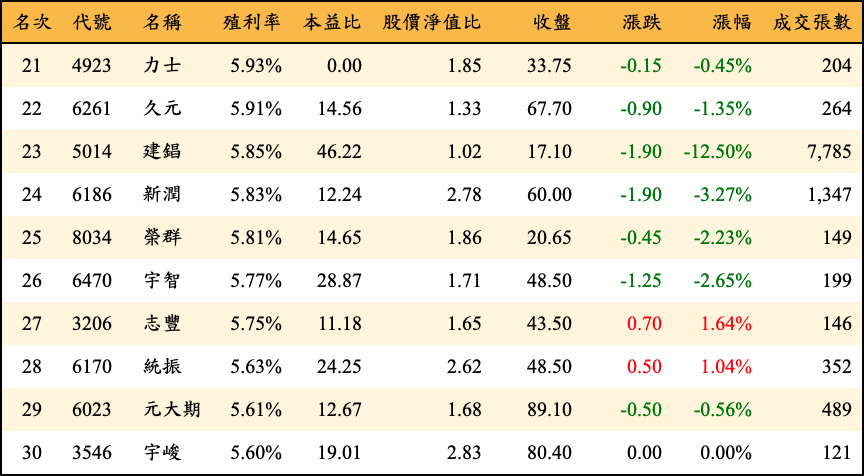 名次 代號 名稱 殖利率 本益比 股價淨值比 收盤 漲跌 漲幅 成交張數
21 4923 力士 5.93% 0.00 1.85 33.75 -0.15 -0.45% 204
22 6261 久元 5.91% 14.56 1.33 67.70 -0.90 -1.35% 264
23 5014 建錩 5.85% 46.22 1.02 17.10 -1.90 -12.50% 7,785
24 6186 新潤 5.83% 12.24 2.78 60.00 -1.90 -3.27% 1,347
25 8034 榮群 5.81% 14.65 1.86 20.65 -0.45 -2.23% 149
26 6470 宇智 5.77% 28.87 1.71 48.50 -1.25 -2.65% 199
27 3206 志豐 5.75% 11.18 1.65 43.50 0.70 1.64% 146
28 6170 統振 5.63% 24.25 2.62 48.50 0.50 1.04% 352
29 6023 元大期 5.61% 12.67 1.68 89.10 -0.50 -0.56% 489
30 3546 宇峻 5.60% 19.01 2.83 80.40 0.00 0.00% 121